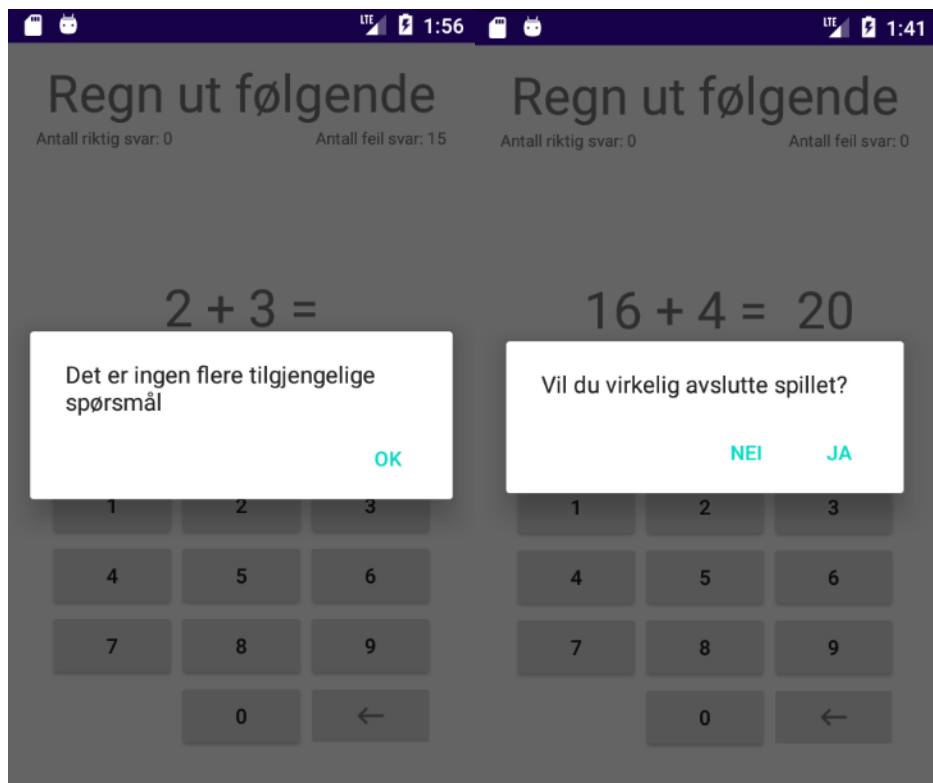 LTE 1:56
Regn ut følgende
Antall riktig svar: 0 Antall feil svar: 15
2 + 3 =
Det er ingen flere tilgjengelige
spørsmål
OK
1 2 3
4 5 6
7 8 9
0 ←
LTE 1:41
Regn ut følgende
Antall riktig svar: 0 Antall feil svar: 0
16 + 4 = 20
Vil du virkelig avslutte spillet?
NEI JA
1 2 3
4 5 6
7 8 9
0 ←